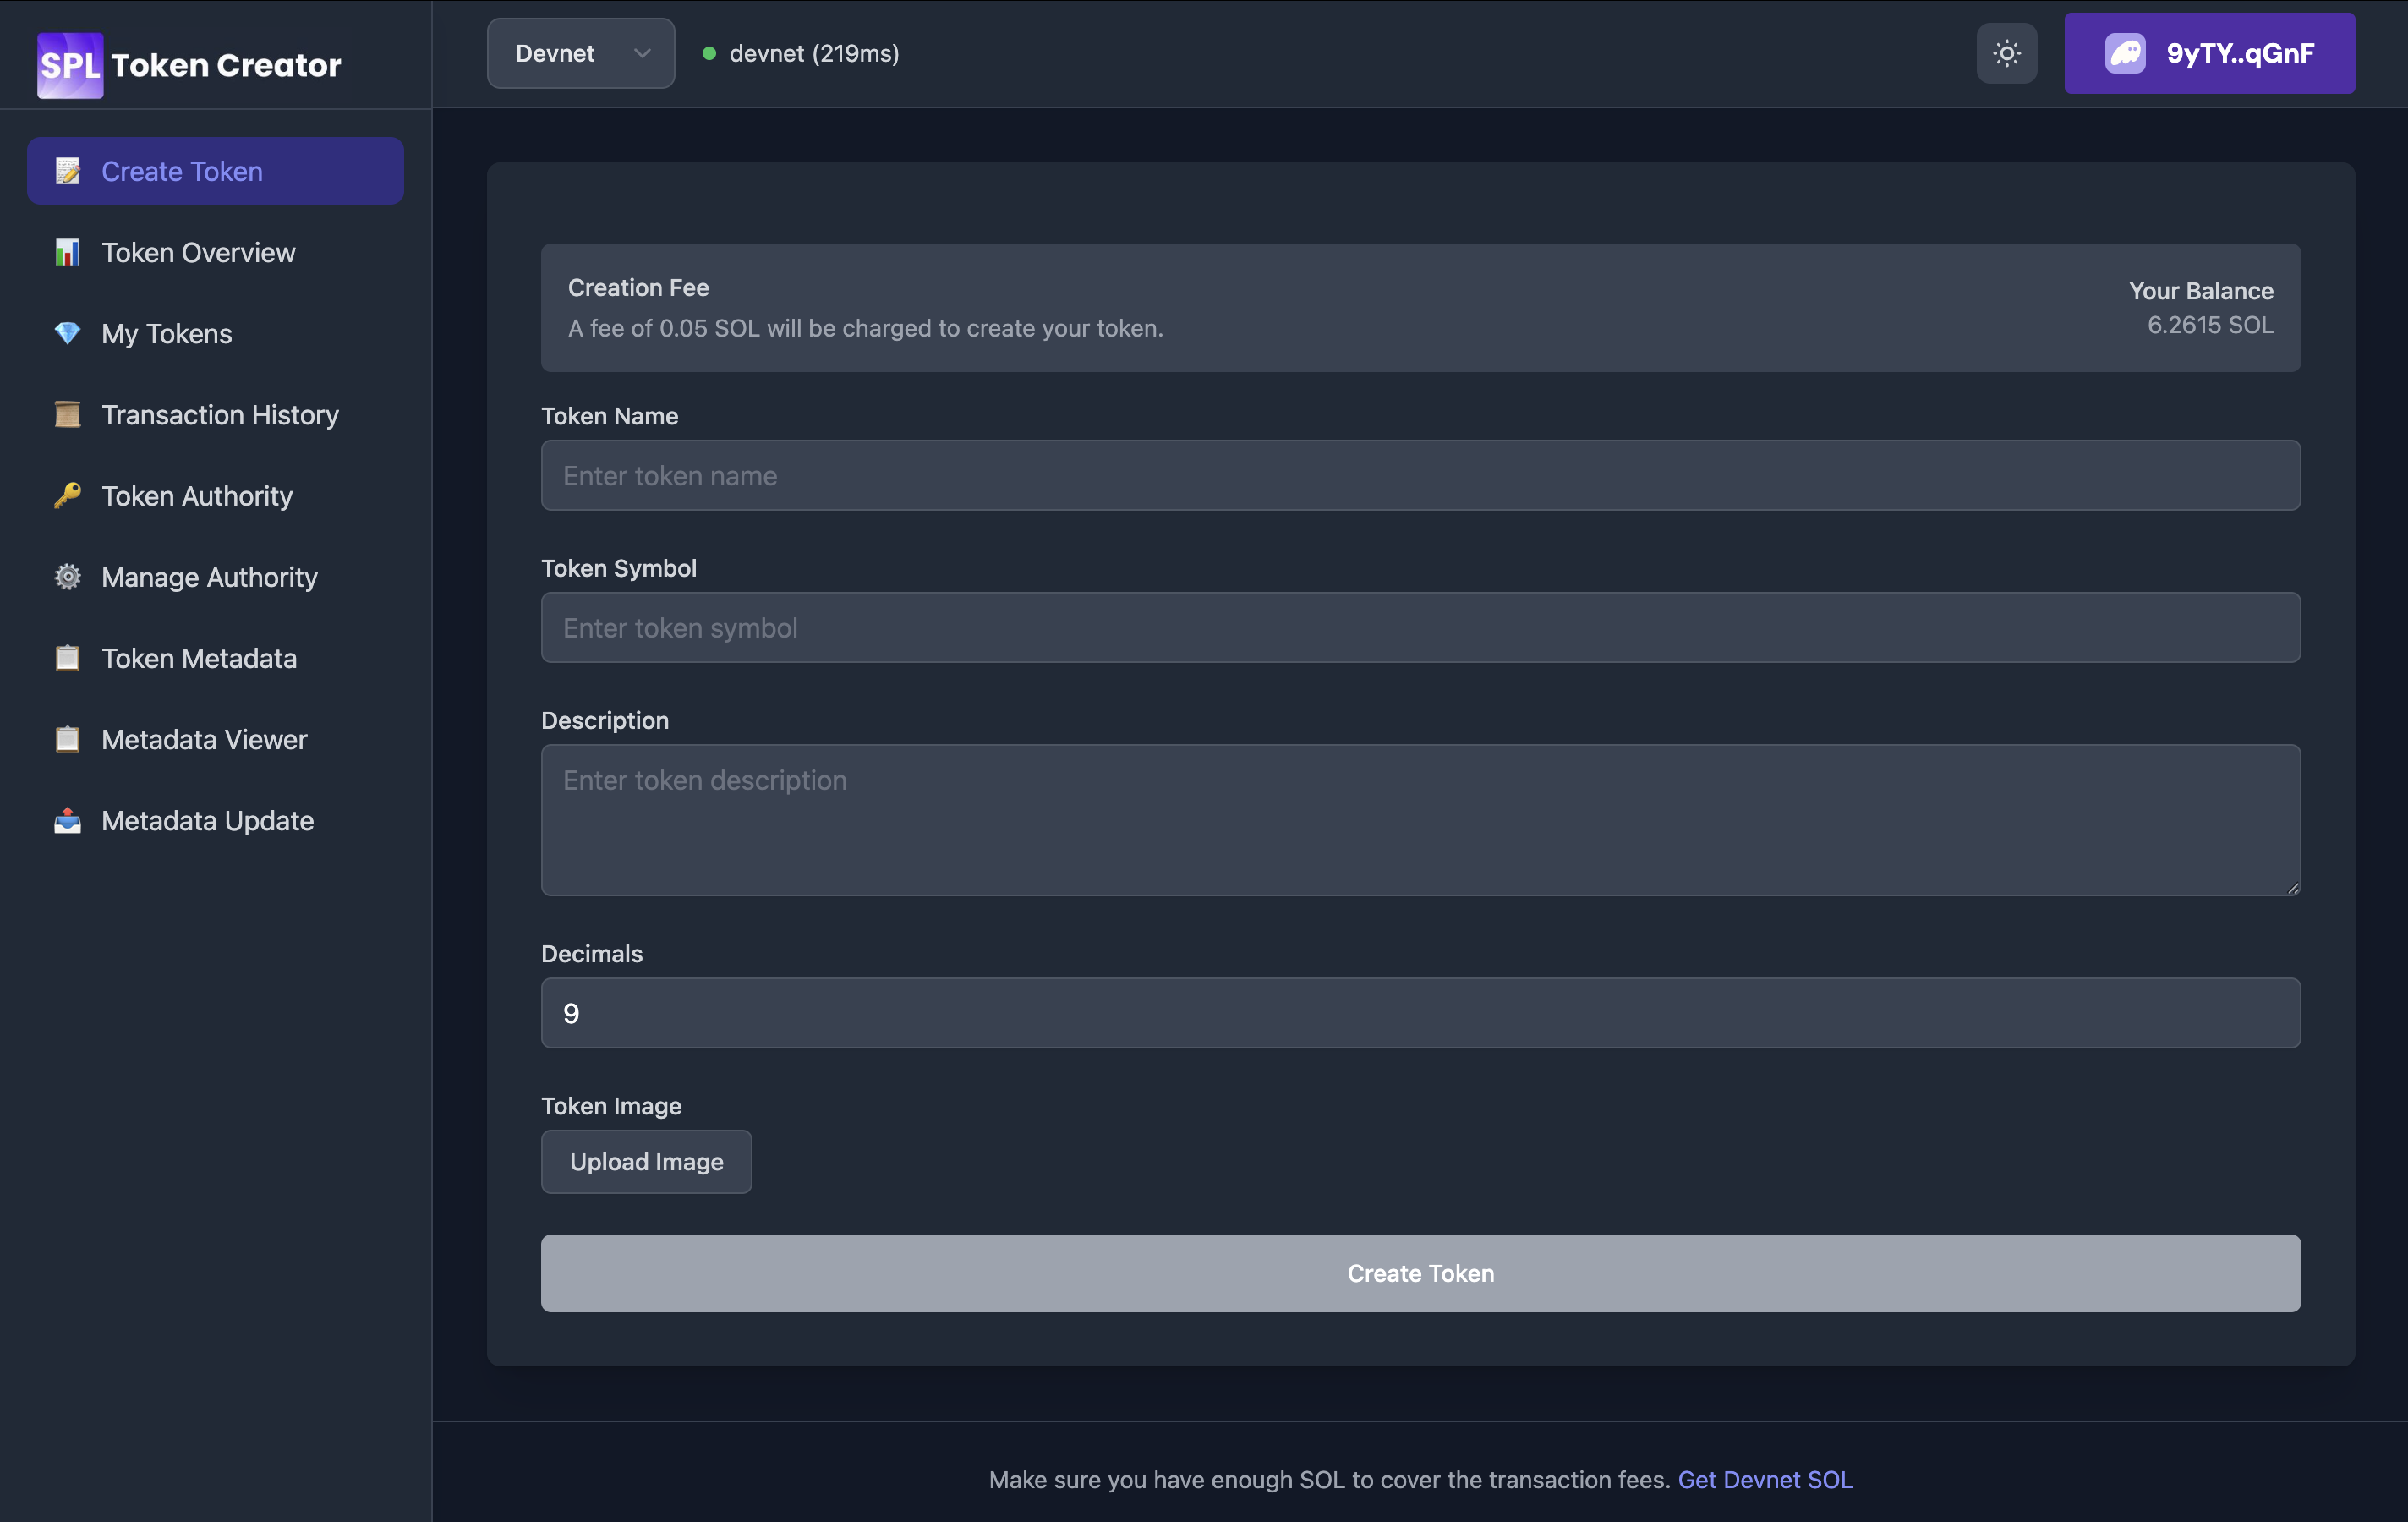 SPL Token Creator
Create Token
Token Overview
My Tokens
Transaction History
Token Authority
Manage Authority
Token Metadata
Metadata Viewer
Metadata Update
Devnet
devnet (219ms)
9yTY..qGnF
Creation Fee
A fee of 0.05 SOL will be charged to create your token.
Your Balance
6.2615 SOL
Token Name
Enter token name
Token Symbol
Enter token symbol
Description
Enter token description
Decimals
9
Token Image
Upload Image
Create Token
Make sure you have enough SOL to cover the transaction fees. Get Devnet SOL